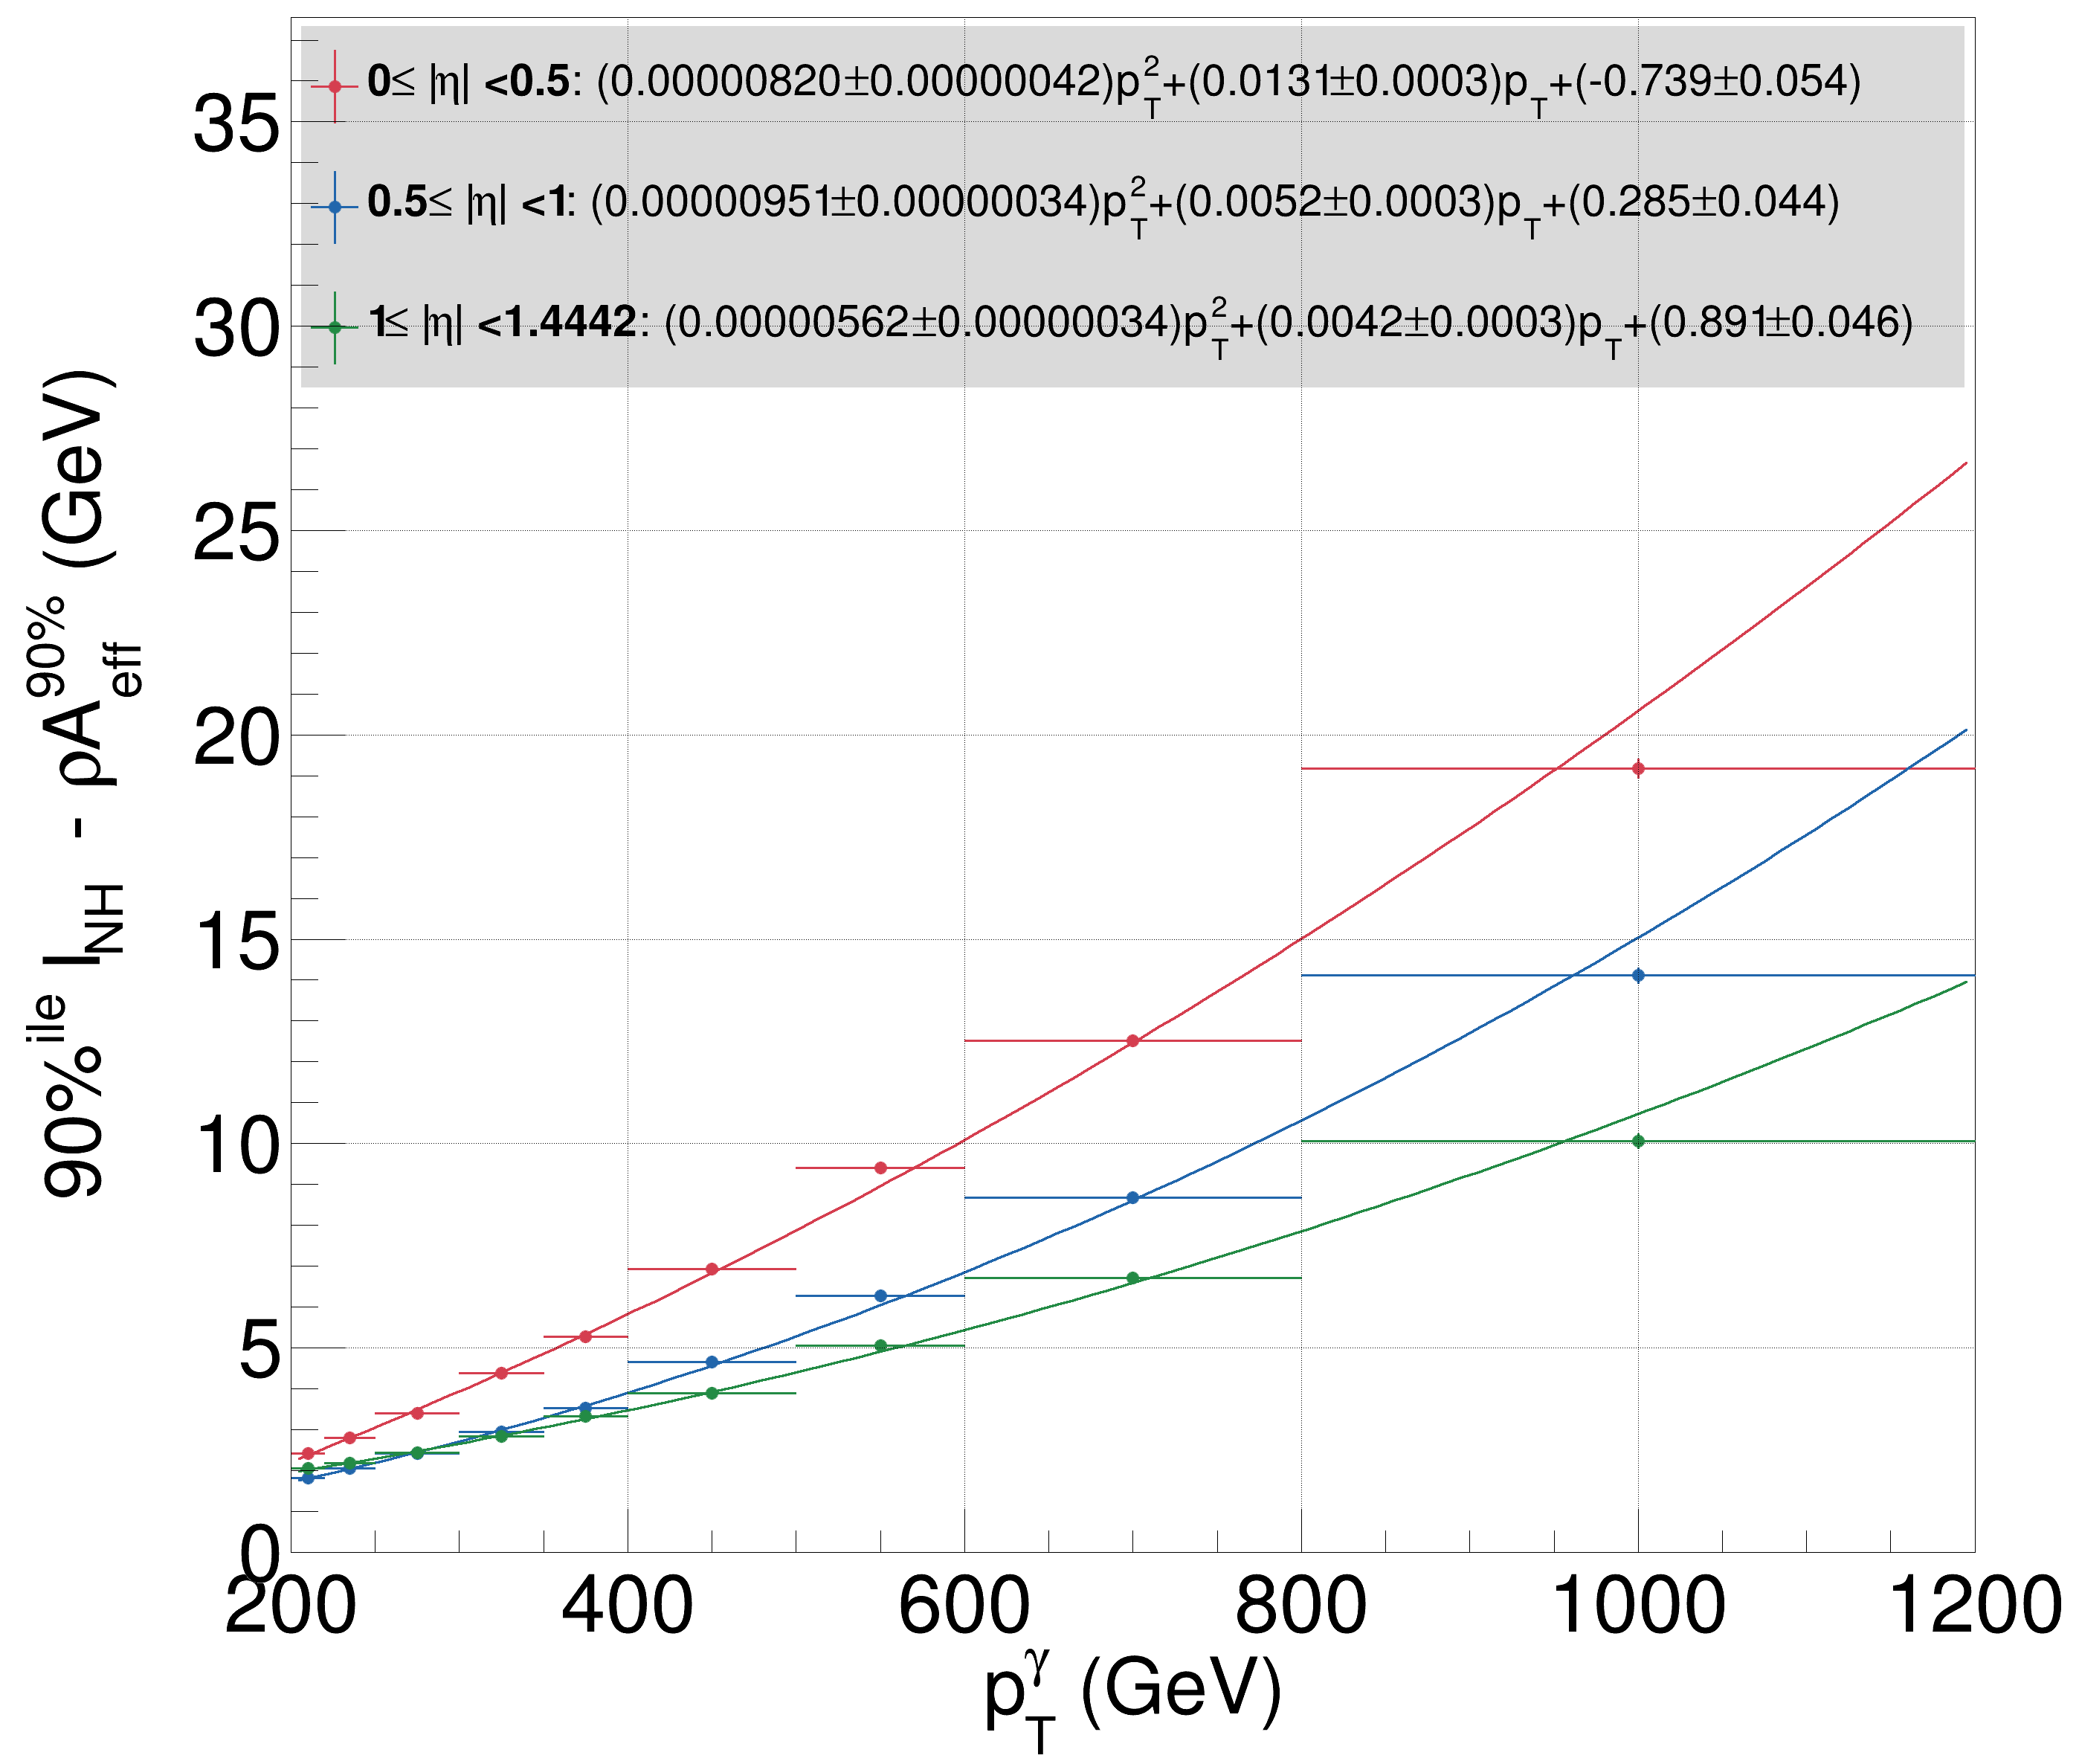 0≤ |η| <0.5: (0.00000820±0.00000042)p_T^2+(0.0131±0.0003)p_T+(-0.739±0.054)
0.5≤ |η| <1: (0.00000951±0.00000034)p_T^2+(0.0052±0.0003)p_T+(0.285±0.044)
1≤ |η| <1.4442: (0.00000562±0.00000034)p_T^2+(0.0042±0.0003)p_T+(0.891±0.046)
90%^ile I_NH - ρA_eff^90% (GeV)
35
30
25
20
15
10
5
0
200 400 600 800 1000 1200
p_T^γ (GeV)